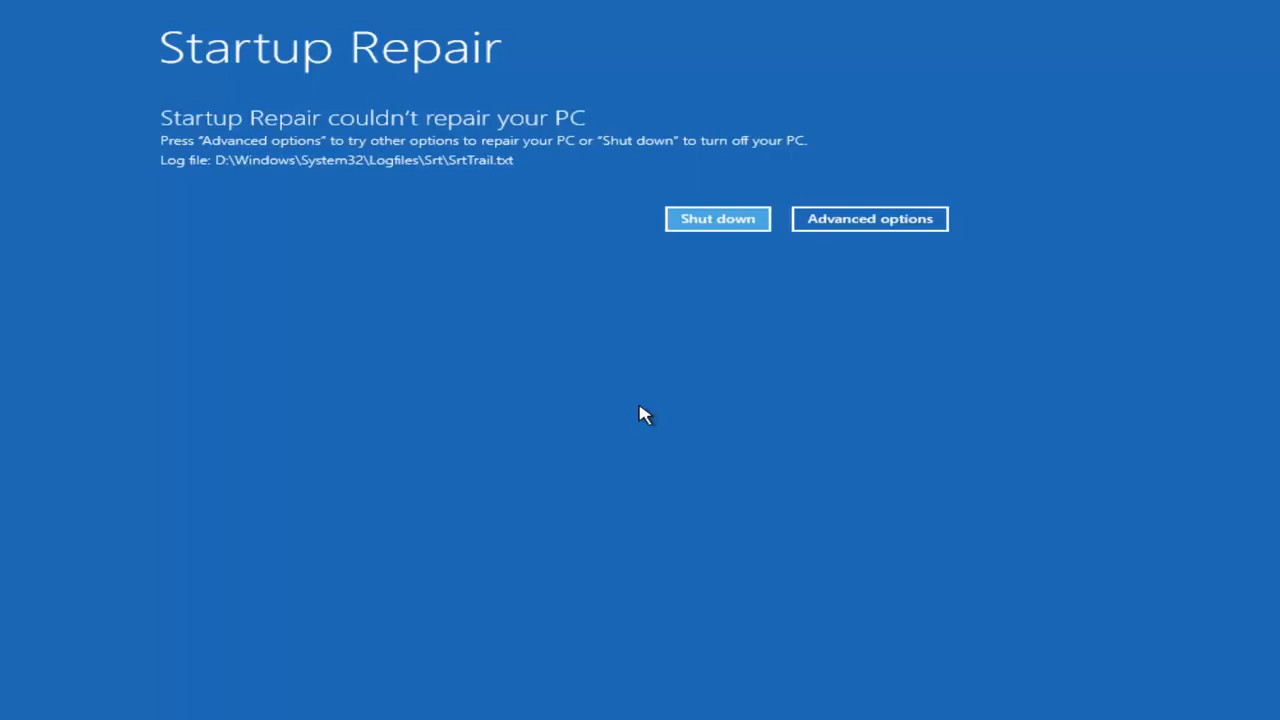 Startup Repair
Startup Repair couldn't repair your PC
Press "Advanced options" to try other options to repair your PC or "Shut down" to turn off your PC.
Log file: D:\Windows\System32\Logfiles\Srt\SrtTrail.txt
Shut down Advanced options